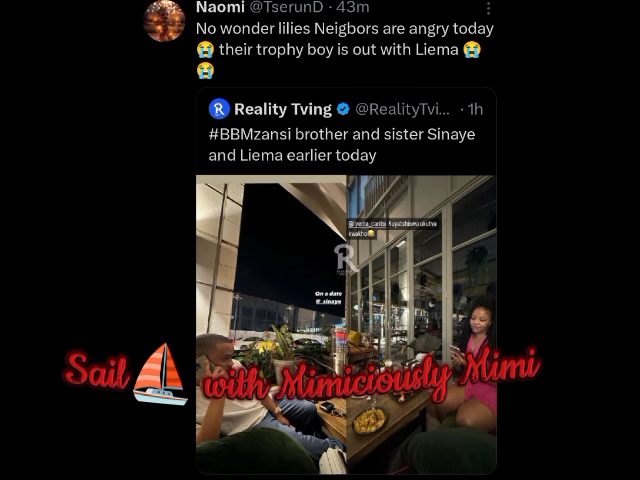 Naomi @TserunD · 43m
No wonder lilies Neigbors are angry today
😭 their trophy boy is out with Liema 😭
😭
Reality Tving @RealityTvi... · 1h
#BBMzansi brother and sister Sinaye
and Liema earlier today
kwakho😂
R
On a date
@_sinaye
Sail with Mimiciously Mimi